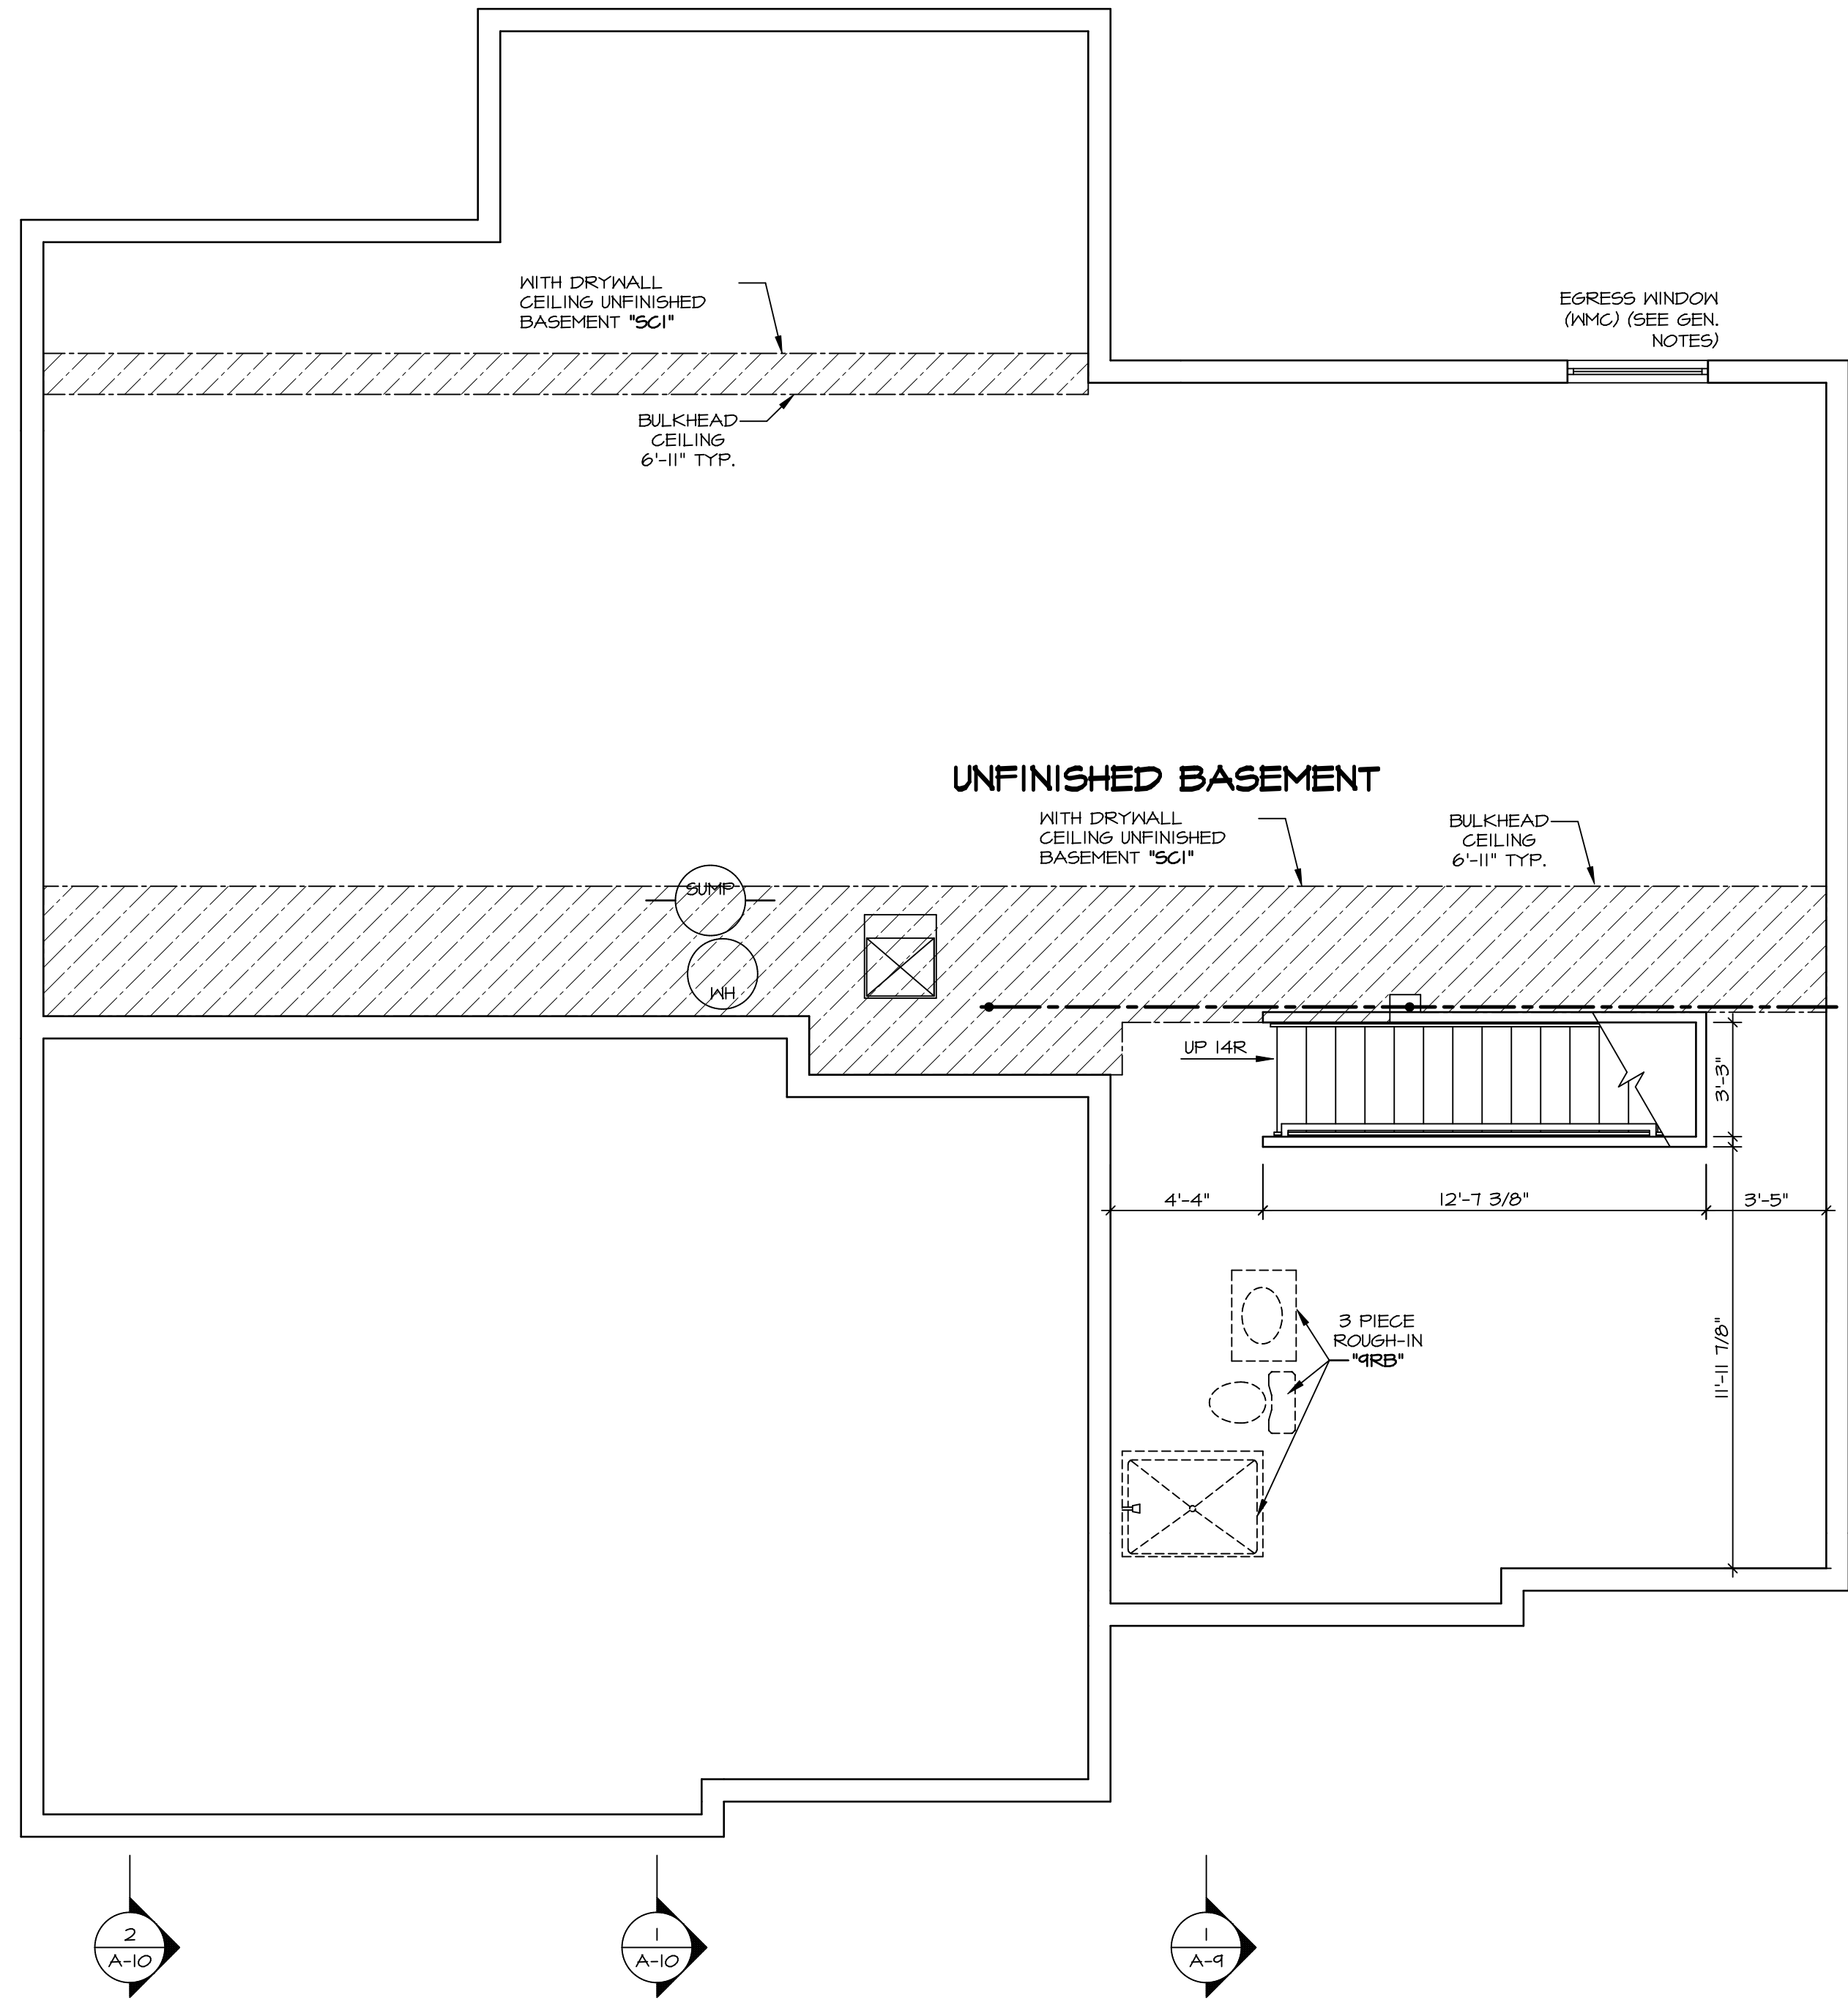 WITH DRYWALL
CEILING UNFINISHED
BASEMENT "SC1"
EGRESS WINDOW
(WMC) (SEE GEN.
NOTES)
BULKHEAD
CEILING
6'-11" TYP.
UNFINISHED BASEMENT
WITH DRYWALL
CEILING UNFINISHED
BASEMENT "SC1"
BULKHEAD
CEILING
6'-11" TYP.
SUMP
WH
UP 14R
3'-3"
4'-4"
12'-7 3/8"
3'-5"
3 PIECE
ROUGH-IN
"9RB"
11'-11 7/8"
2
A-10
1
A-10
1
A-9